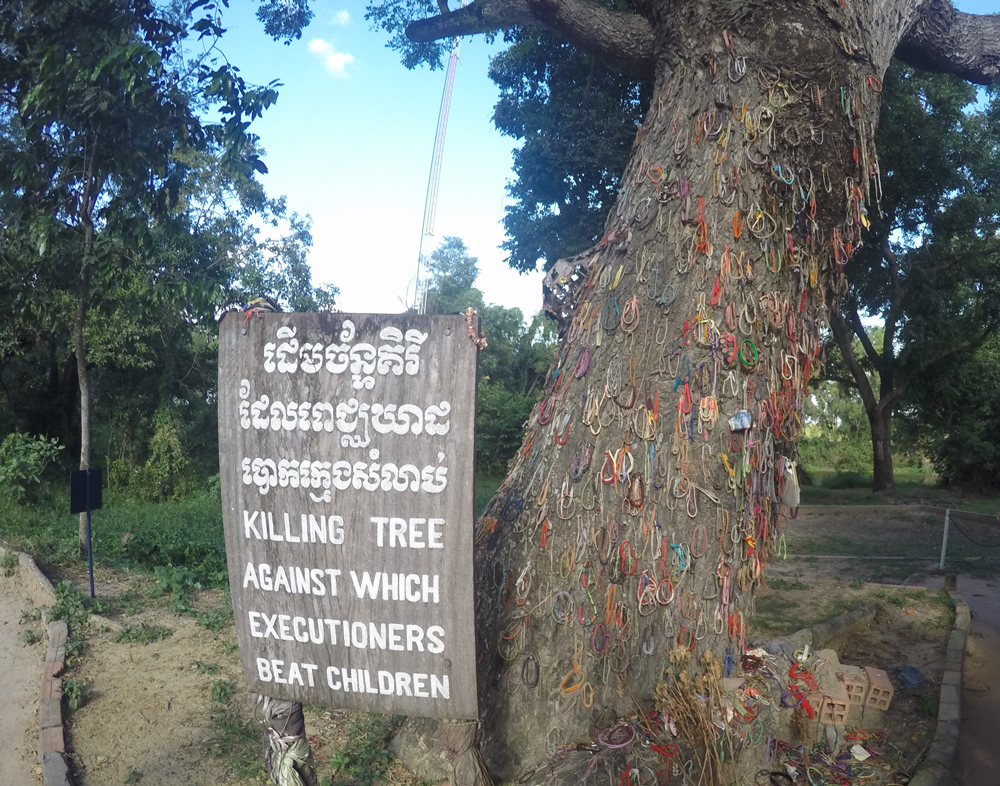 ដើមច័ន្ទគិរី
ដែលពេជ្ឈឃាដ
បោកក្មេងសំលាប់
KILLING TREE
AGAINST WHICH
EXECUTIONERS
BEAT CHILDREN